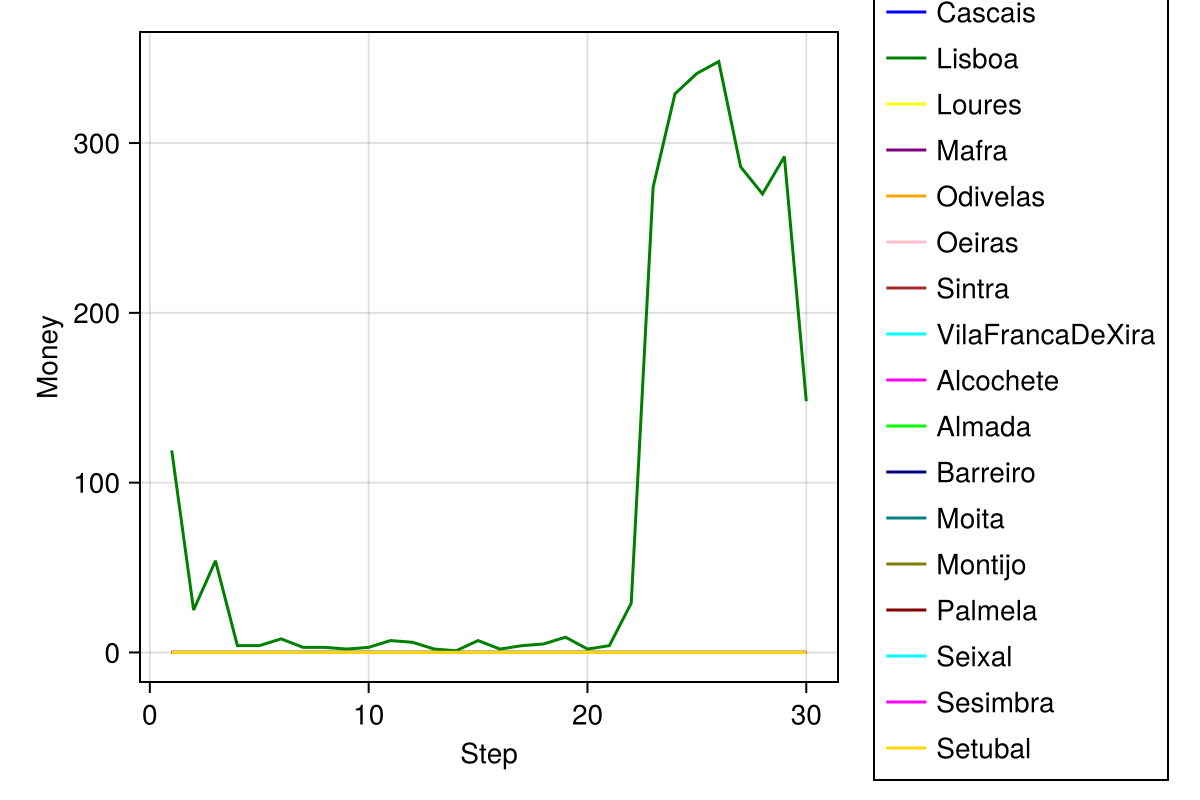 Money
300
200
100
0
0 10 20 30
Step
Cascais
Lisboa
Loures
Mafra
Odivelas
Oeiras
Sintra
VilaFrancaDeXira
Alcochete
Almada
Barreiro
Moita
Montijo
Palmela
Seixal
Sesimbra
Setubal